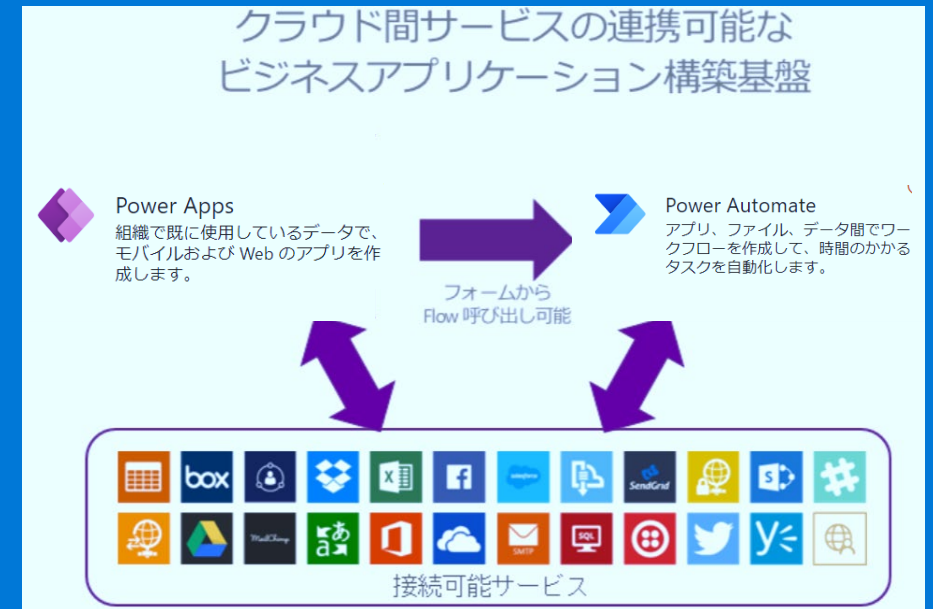 クラウド間サービスの連携可能な
ビジネスアプリケーション構築基盤
Power Apps
組織で既に使用しているデータで、
モバイルおよび Web のアプリを作
成します。
フォームから
Flow 呼び出し可能
Power Automate
アプリ、ファイル、データ間でワー
クフローを作成して、時間のかかる
タスクを自動化します。
box
salesforce
SendGrid
MailChimp
あ
SMTP
SQL
接続可能サービス